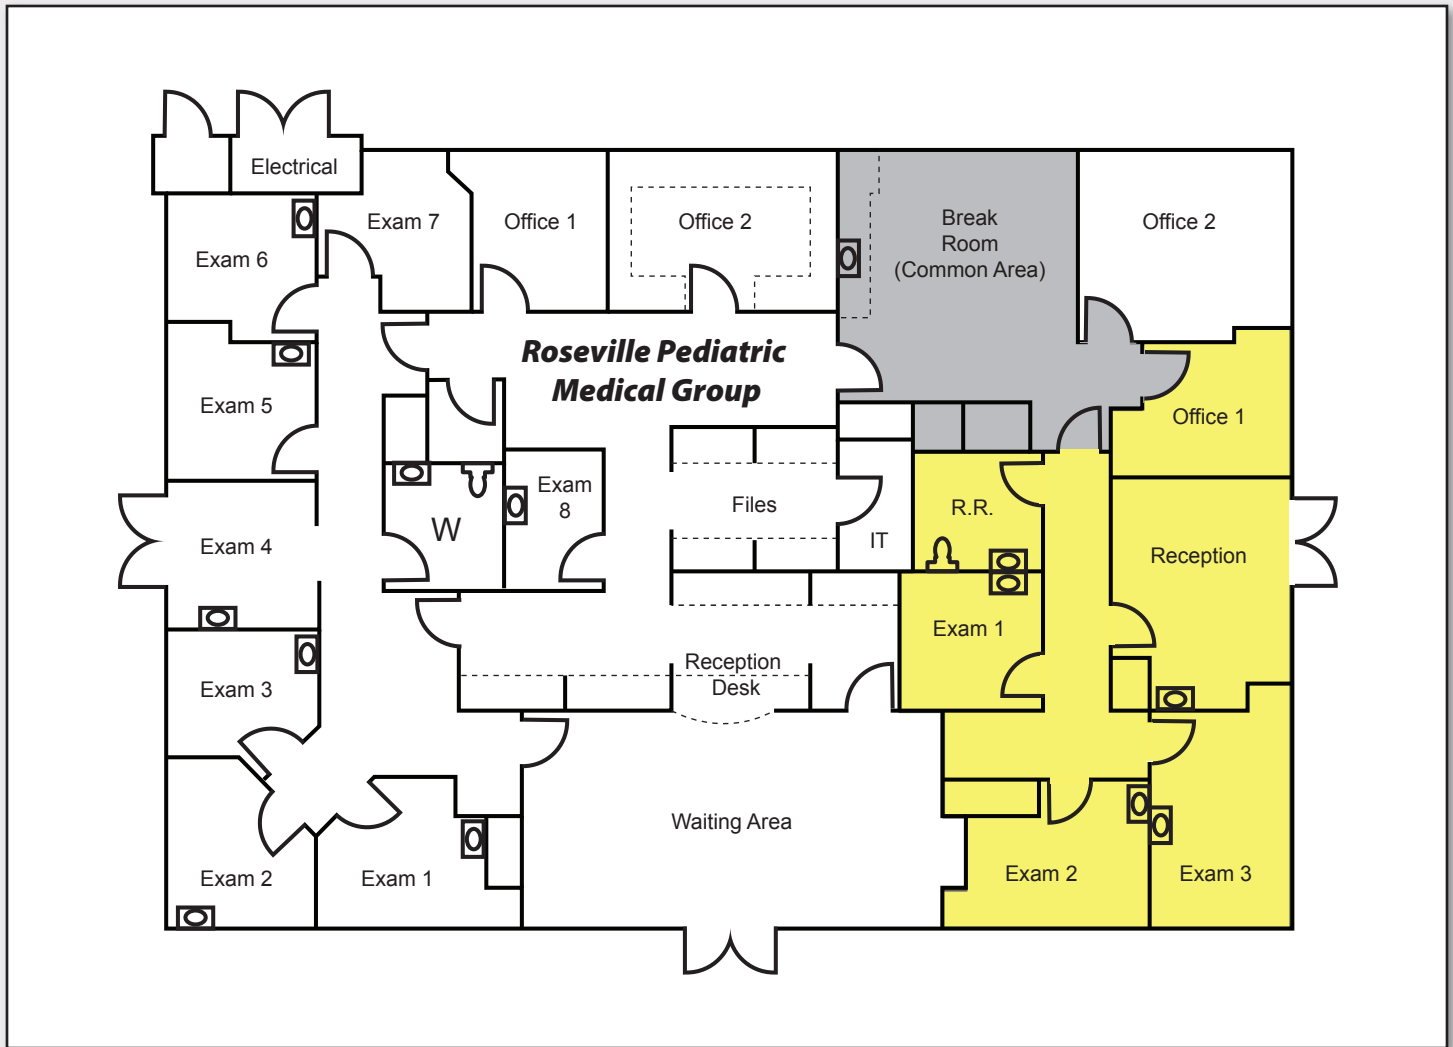 Electrical
Exam 7
Office 1
Office 2
Break
Room
(Common Area)
Office 2
Exam 6
Roseville Pediatric
Medical Group
Exam 5
Office 1
Exam
8
Files
R.R.
W
IT
Exam 4
Reception
Exam 1
Reception
Desk
Exam 3
Waiting Area
Exam 2
Exam 1
Exam 2
Exam 3